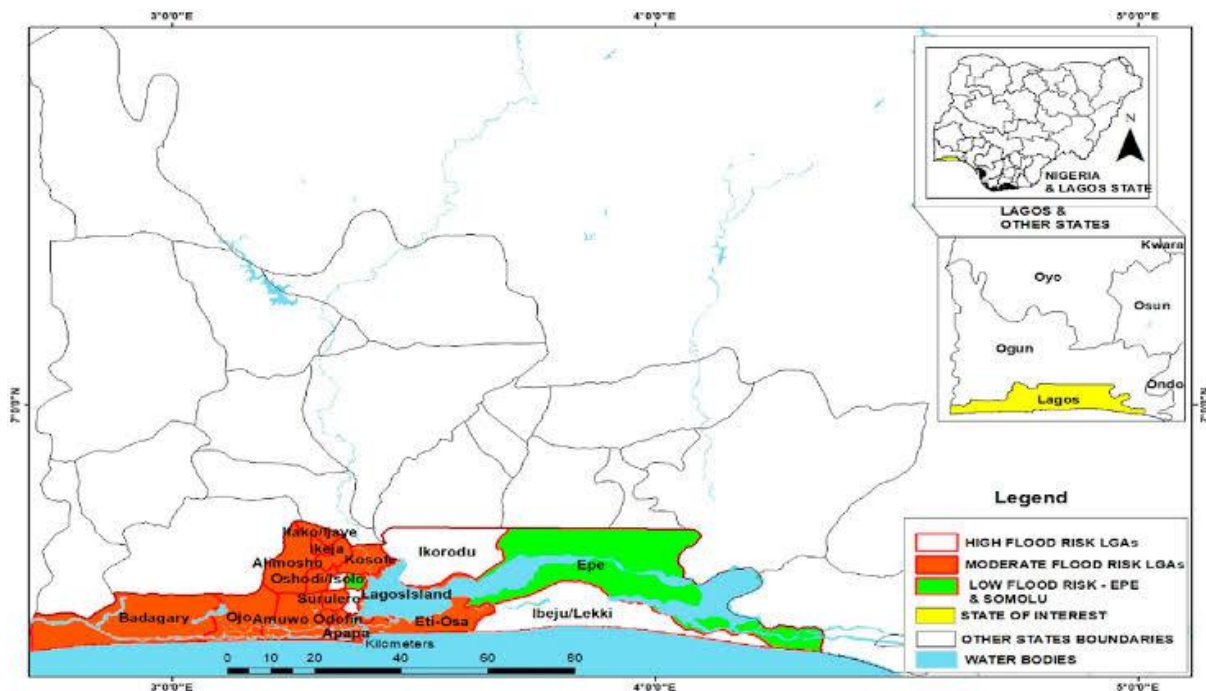 3°0'0"E
4°0'0"E
5°0'0"E
N
NIGERIA
& LAGOS STATE
LAGOS &
OTHER STATES
Kwara
Oyo
Osun
Ogun
Ondo
Lagos
7°0'0"N
7°0'0"N
Legend
HIGH FLOOD RISK LGAs
MODERATE FLOOD RISK LGAs
LOW FLOOD RISK - EPE
& SOMOLU
STATE OF INTEREST
OTHER STATES BOUNDARIES
WATER BODIES
Ikeja
Kosofe
Ikorodu
Epe
Oshodi/Isolo
Surulere
LagosIsland
Badagary
Ojo
Amuwo Odofin
Eti-Osa
Ibeju/Lekki
Apapa
Kilometers
0 10 20 40 60 80
3°0'0"E
4°0'0"E
5°0'0"E